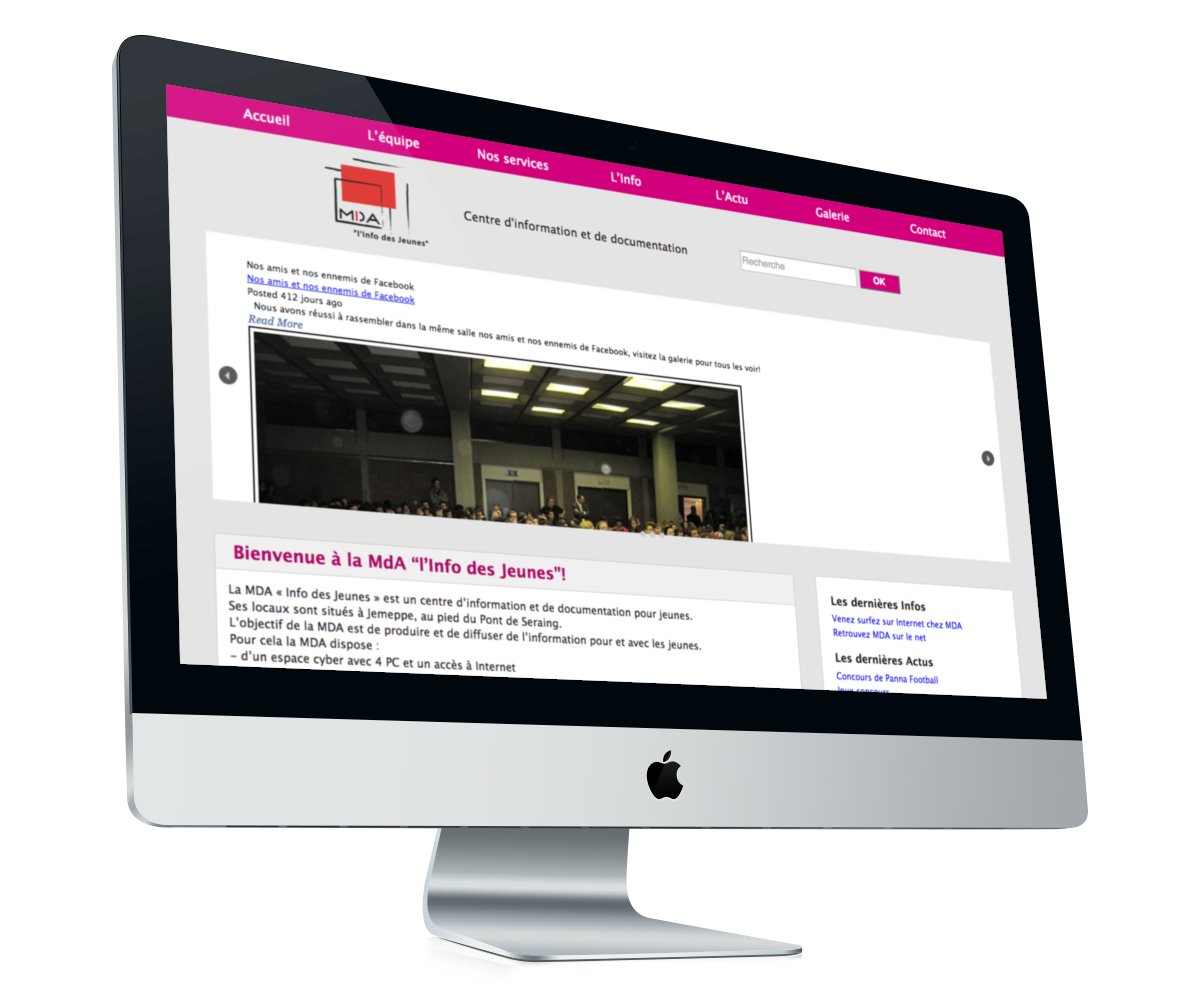 Accueil
L'équipe
Nos services
L'Info
L'Actu
Galerie
Contact
MDA
"l'Info des Jeunes"
Centre d'information et de documentation
Recherche
OK
Nos amis et nos ennemis de Facebook
Nos amis et nos ennemis de Facebook
Posted 412 jours ago
Nous avons réussi à rassembler dans la même salle nos amis et nos ennemis de Facebook, visitez la galerie pour tous les voir!
Read More
Bienvenue à la MdA “l'Info des Jeunes”!
La MDA « Info des Jeunes » est un centre d'information et de documentation pour jeunes.
Ses locaux sont situés à Jemeppe, au pied du Pont de Seraing.
L'objectif de la MDA est de produire et de diffuser de l'information pour et avec les jeunes.
Pour cela la MDA dispose :
– d'un espace cyber avec 4 PC et un accès à Internet
Les dernières Infos
Venez surfez sur Internet chez MDA
Retrouvez MDA sur le net
Les dernières Actus
Concours de Panna Football
Jeux-concours